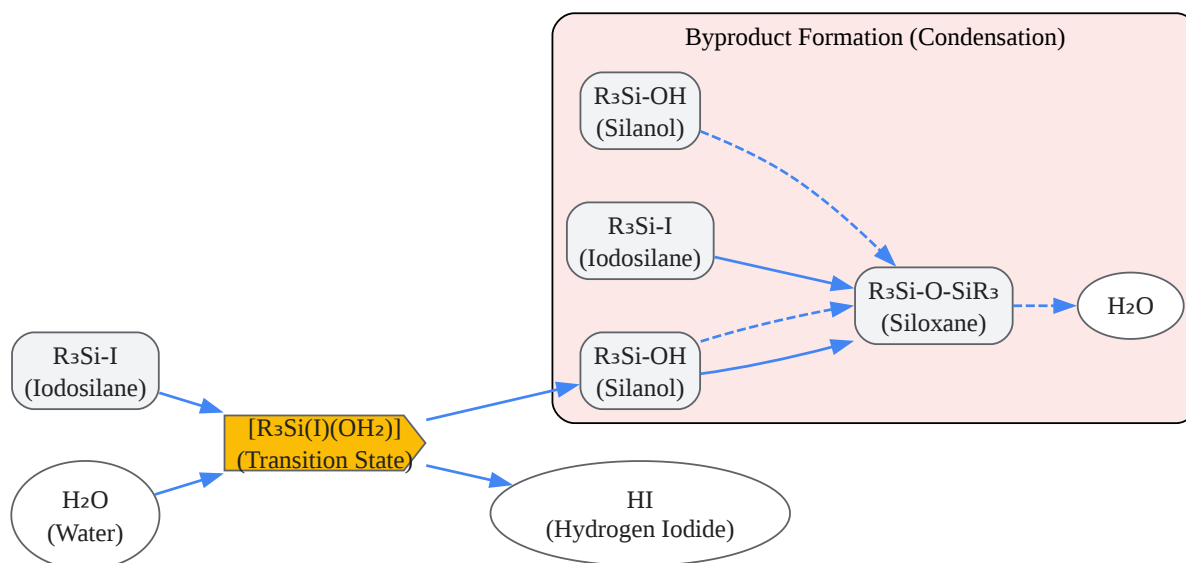 Byproduct Formation (Condensation)
R₃Si-OH
(Silanol)
R₃Si-I
(Iodosilane)
R₃Si-O-SiR₃
(Siloxane)
H₂O
R₃Si-OH
(Silanol)
R₃Si-I
(Iodosilane)
[R₃Si(I)(OH₂)]
(Transition State)
H₂O
(Water)
HI
(Hydrogen Iodide)